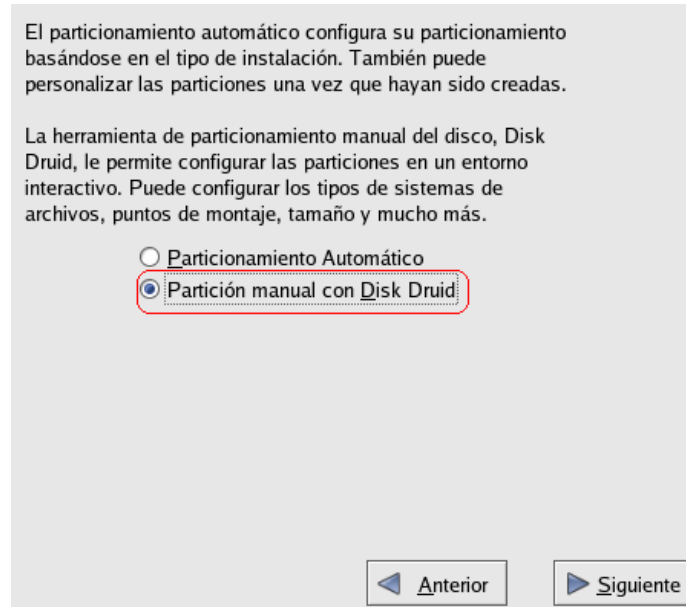 El particionamiento automático configura su particionamiento
basándose en el tipo de instalación. También puede
personalizar las particiones una vez que hayan sido creadas.
La herramienta de particionamiento manual del disco, Disk
Druid, le permite configurar las particiones en un entorno
interactivo. Puede configurar los tipos de sistemas de
archivos, puntos de montaje, tamaño y mucho más.
Particionamiento Automático
Partición manual con Disk Druid
Anterior
Siguiente